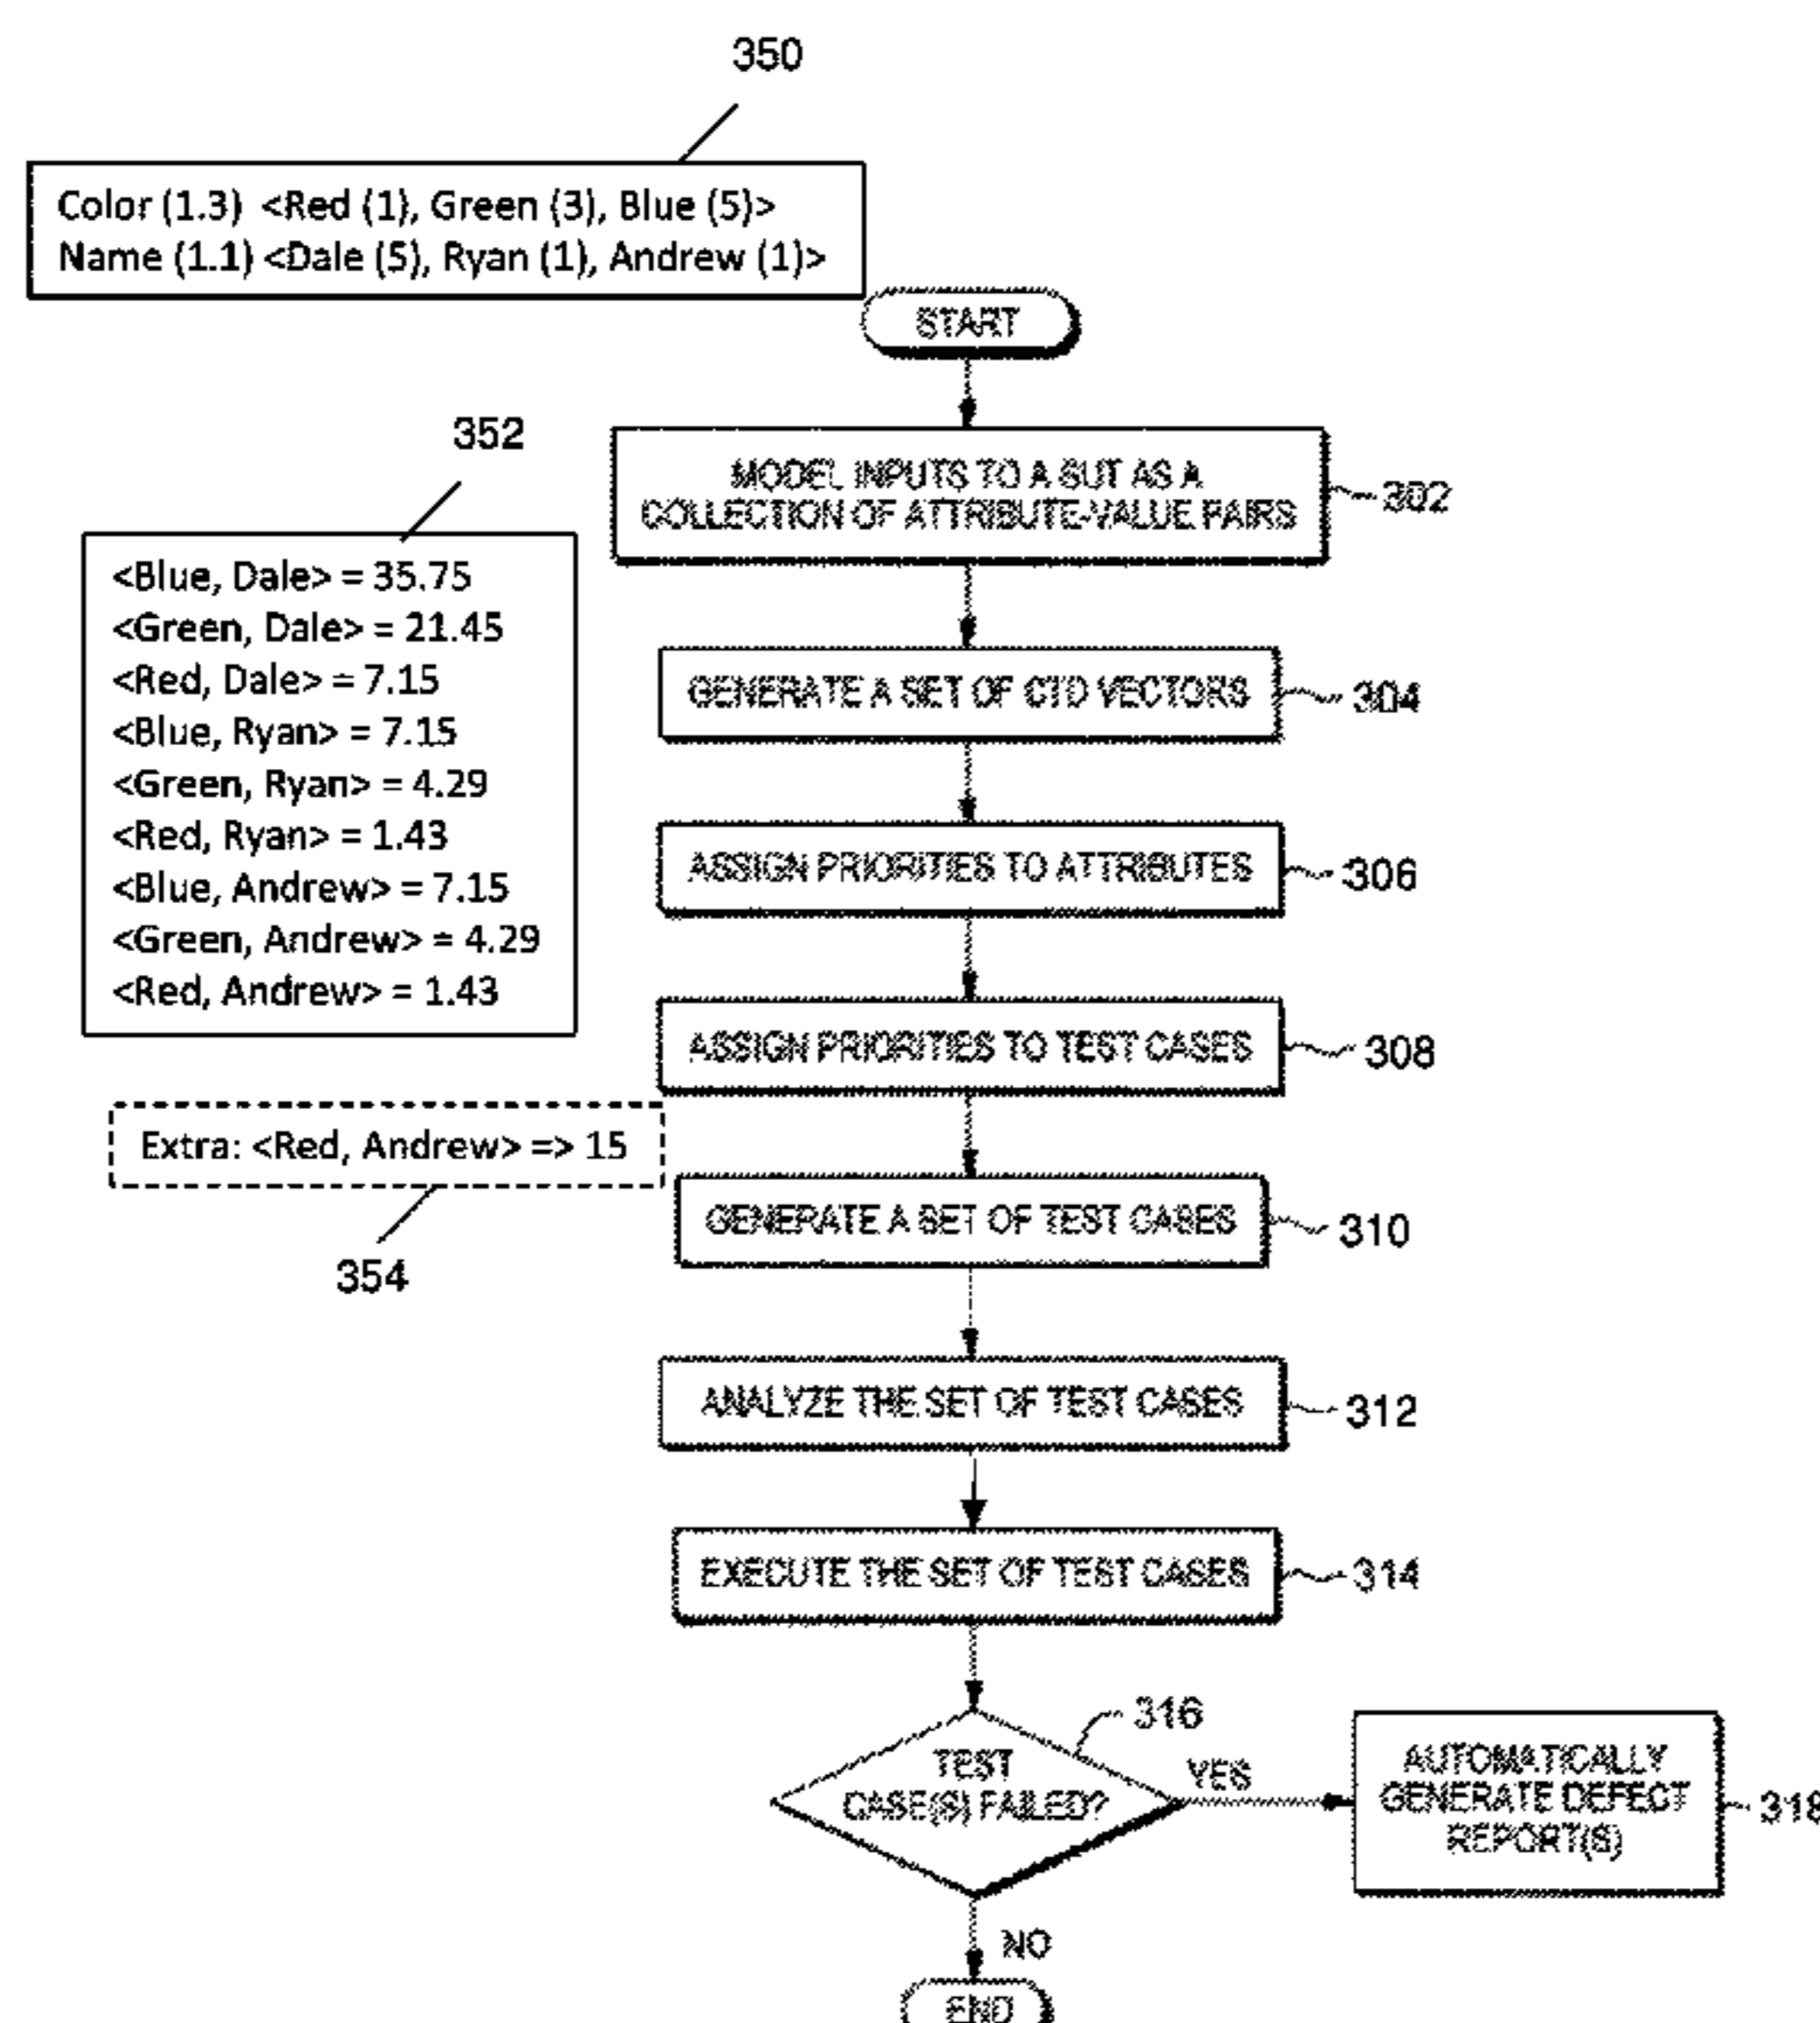 350
Color (1.3) <Red (1), Green (3), Blue (5)>
Name (1.1) <Dale (5), Ryan (1), Andrew (1)>
START
352
MODEL INPUTS TO A SUT AS A
COLLECTION OF ATTRIBUTE-VALUE PAIRS
302
<Blue, Dale> = 35.75
<Green, Dale> = 21.45
<Red, Dale> = 7.15
<Blue, Ryan> = 7.15
<Green, Ryan> = 4.29
<Red, Ryan> = 1.43
<Blue, Andrew> = 7.15
<Green, Andrew> = 4.29
<Red, Andrew> = 1.43
GENERATE A SET OF CTD VECTORS
304
ASSIGN PRIORITIES TO ATTRIBUTES
306
ASSIGN PRIORITIES TO TEST CASES
308
Extra: <Red, Andrew> => 15
354
GENERATE A SET OF TEST CASES
310
ANALYZE THE SET OF TEST CASES
312
EXECUTE THE SET OF TEST CASES
314
316
TEST
CASE(S) FAILED?
YES
AUTOMATICALLY
GENERATE DEFECT
REPORT(S)
318
NO
END